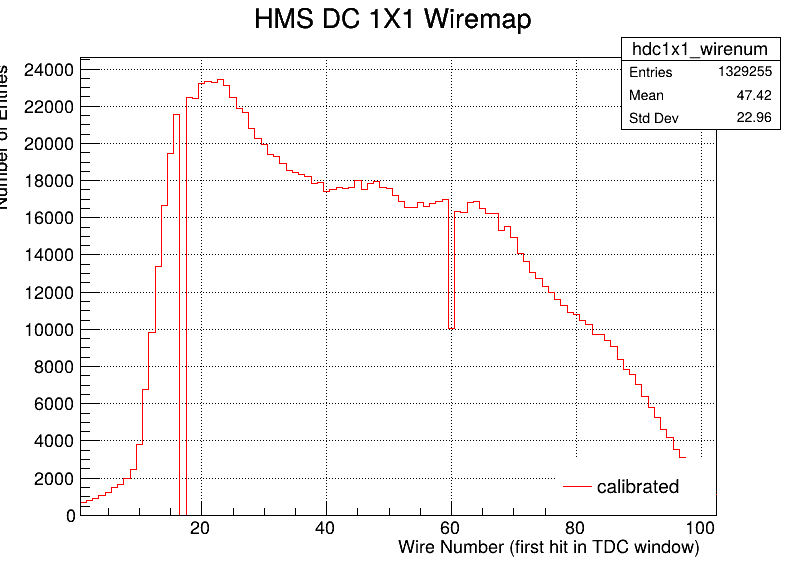 HMS DC 1X1 Wiremap
hdc1x1_wirenum
Entries 1329255
Mean 47.42
Std Dev 22.96
Number of Entries
24000
22000
20000
18000
16000
14000
12000
10000
8000
6000
4000
2000
0
calibrated
20 40 60 80 100
Wire Number (first hit in TDC window)